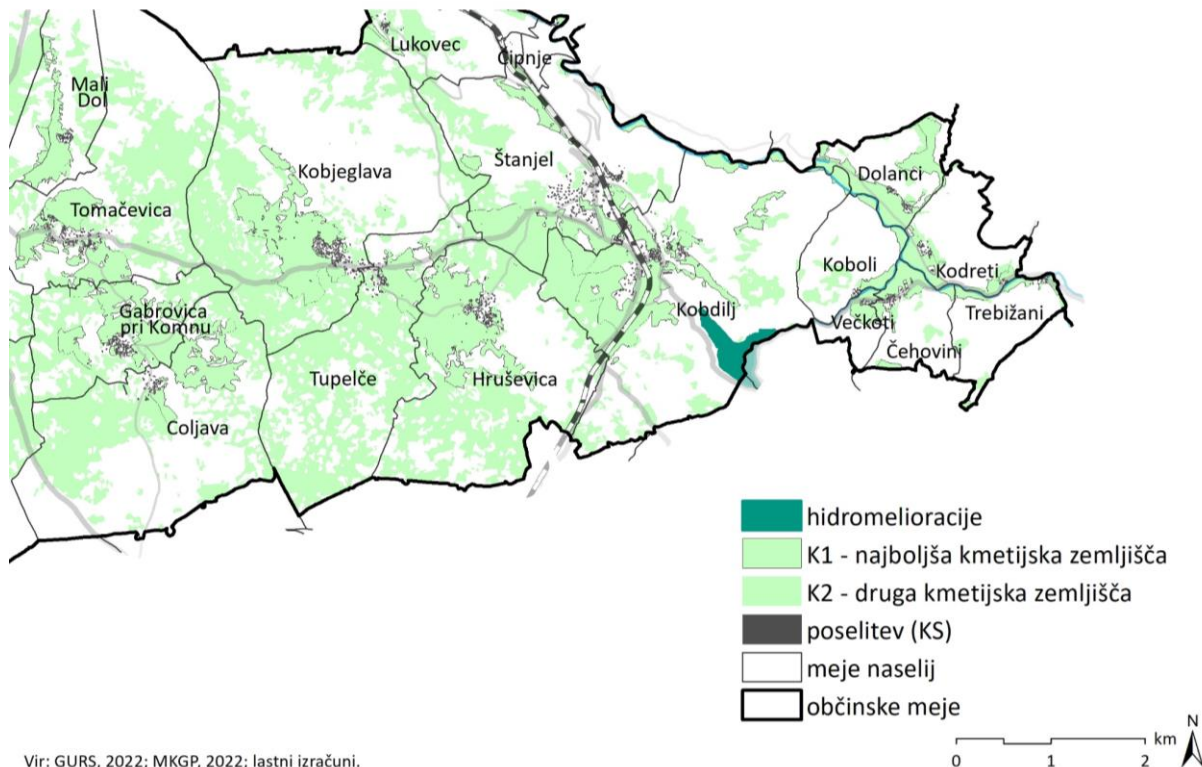 Lukovec
Čipnje
Mali
Dol
Štanjel
Dolanci
Kobjeglava
Tomačevica
Koboli
Kodreti
Gabrovica
pri Komnu
Kobdilj
Večkoti
Trebižani
Čehovini
Tupelče
Hruševica
Coljava
hidromelioracije
K1 - najboljša kmetijska zemljišča
K2 - druga kmetijska zemljišča
poselitev (KS)
meje naselij
občinske meje
N
km
0 1 2
Vir: GURS, 2022; MKGP, 2022; lastni izračuni.